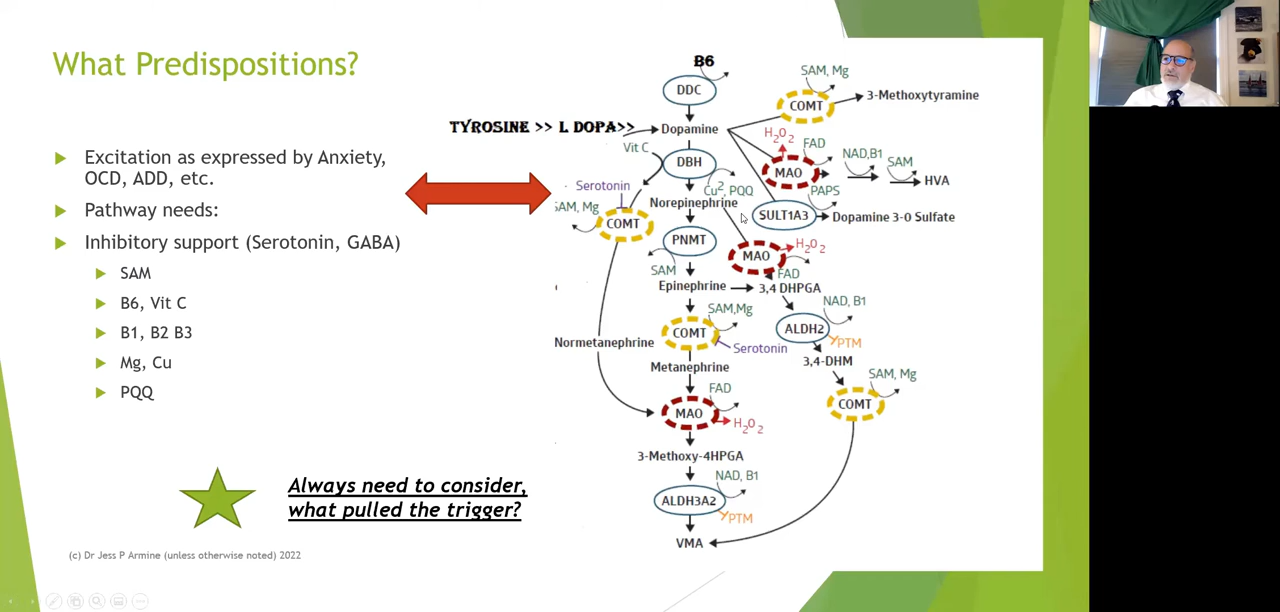 What Predispositions?
Excitation as expressed by Anxiety,
OCD, ADD, etc.
Pathway needs:
Inhibitory support (Serotonin, GABA)
SAM
B6, Vit C
B1, B2 B3
Mg, Cu
PQQ
Always need to consider,
what pulled the trigger?
(c) Dr Jess P Armine (unless otherwise noted) 2022
B6
DDC
SAM, Mg
COMT
3-Methoxytyramine
TYROSINE >> L DOPA>>
Dopamine
H2O2
FAD
Vit C
DBH
MAO
NAD,B1
SAM
HVA
Serotonin
Cu2, PQQ
PAPS
SAM, Mg
Norepinephrine
SULT1A3
Dopamine 3-0 Sulfate
COMT
PNMT
MAO
H2O2
SAM
FAD
Epinephrine
3,4 DHPGA
SAM,Mg
NAD, B1
COMT
ALDH2
Normetanephrine
Serotonin
PTM
3,4-DHM
Metanephrine
SAM, Mg
FAD
COMT
MAO
H2O2
3-Methoxy-4HPGA
NAD, B1
ALDH3A2
PTM
VMA